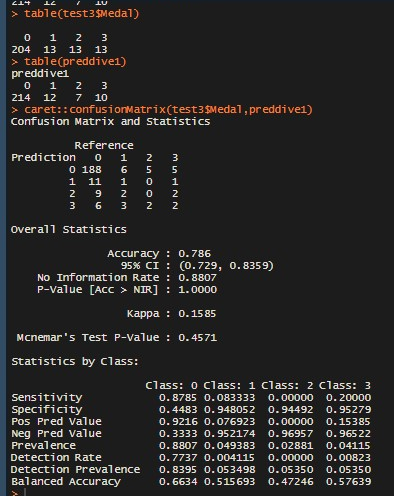 214 12 7 10
> table(test3$Medal)
0 1 2 3
204 13 13 13
> table(preddive1)
preddive1
0 1 2 3
214 12 7 10
> caret::confusionMatrix(test3$Medal,preddive1)
Confusion Matrix and Statistics
Reference
Prediction 0 1 2 3
0 188 6 5 5
1 11 1 0 1
2 9 2 0 2
3 6 3 2 2
Overall Statistics
Accuracy : 0.786
95% CI : (0.729, 0.8359)
No Information Rate : 0.8807
P-Value [Acc > NIR] : 1.0000
Kappa : 0.1585
Mcnemar's Test P-Value : 0.4571
Statistics by Class:
Class: 0 Class: 1 Class: 2 Class: 3
Sensitivity 0.8785 0.083333 0.00000 0.20000
Specificity 0.4483 0.948052 0.94492 0.95279
Pos Pred Value 0.9216 0.076923 0.00000 0.15385
Neg Pred Value 0.3333 0.952174 0.96957 0.96522
Prevalence 0.8807 0.049383 0.02881 0.04115
Detection Rate 0.7737 0.004115 0.00000 0.00823
Detection Prevalence 0.8395 0.053498 0.05350 0.05350
Balanced Accuracy 0.6634 0.515693 0.47246 0.57639
>